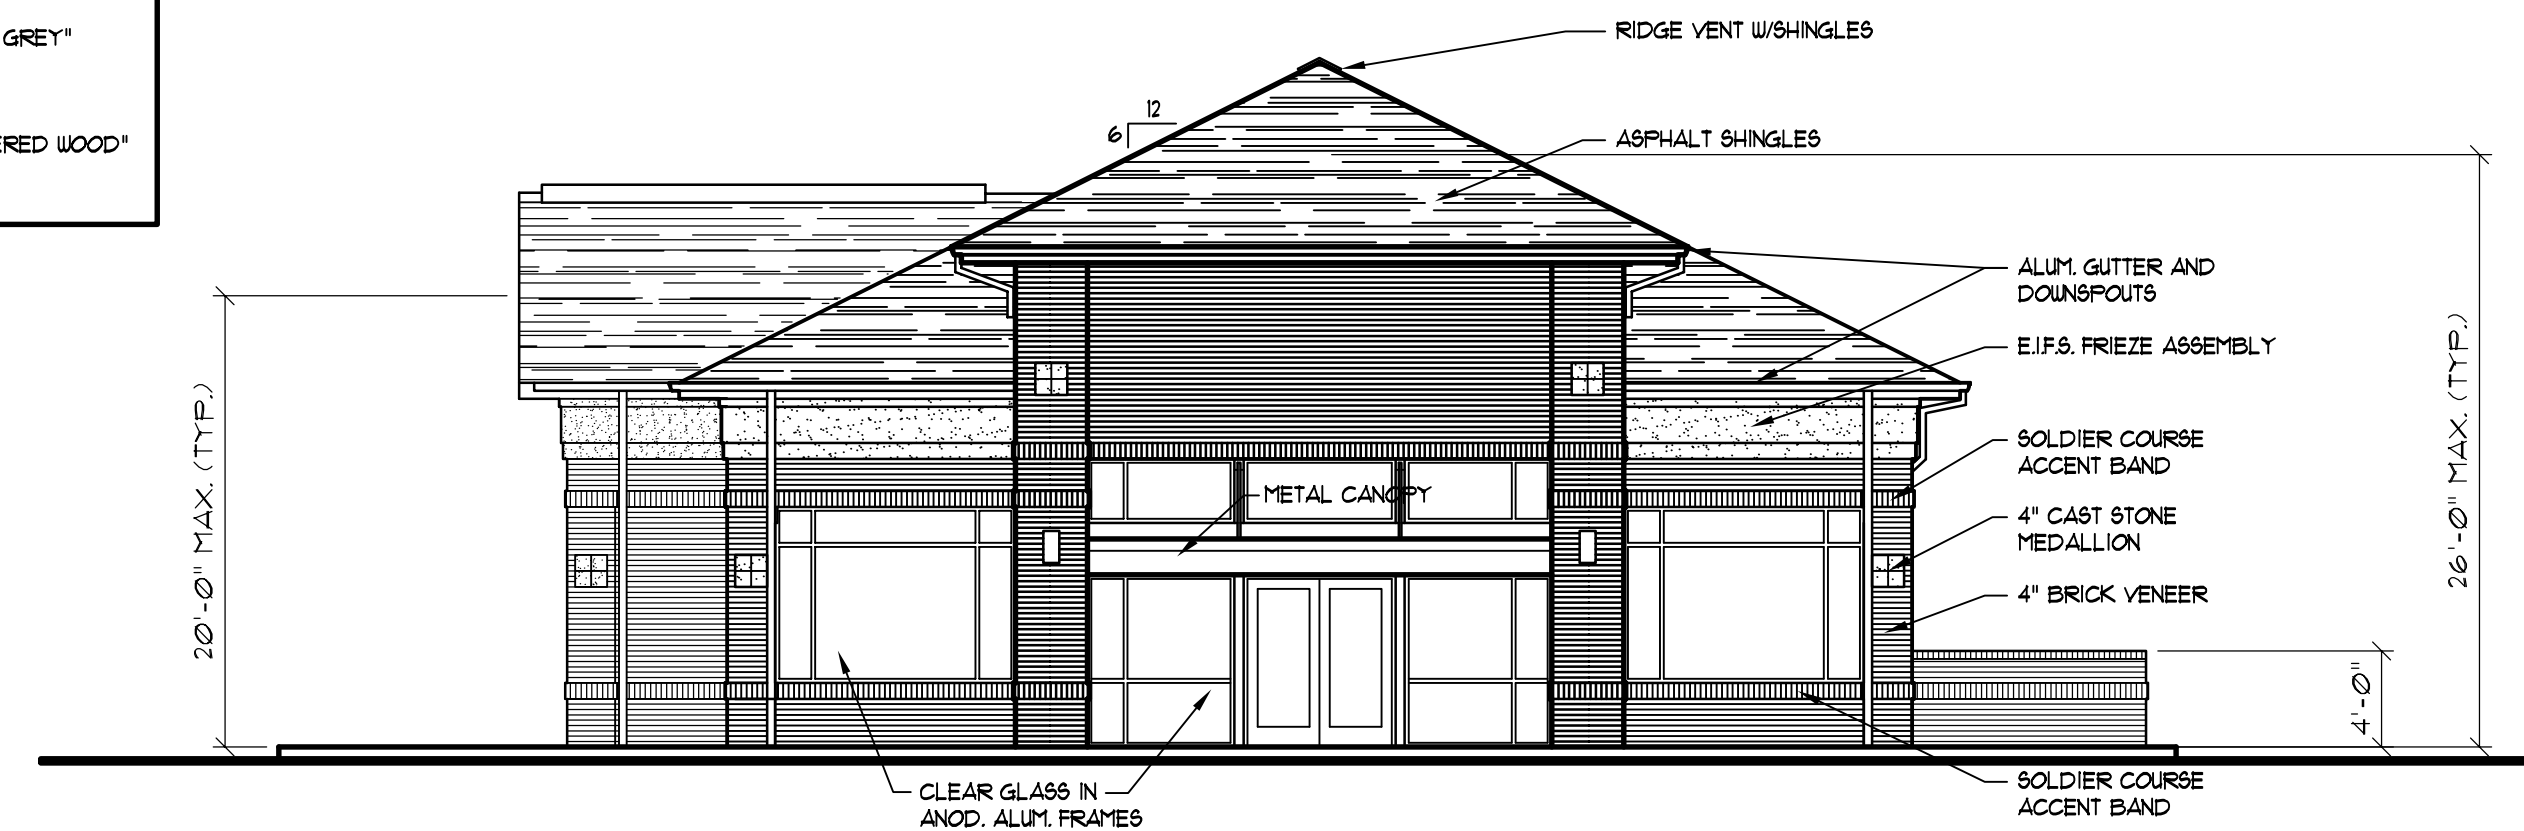 GREY"
WOOD"
RIDGE VENT W/SHINGLES
12
6
ASPHALT SHINGLES
ALUM. GUTTER AND
DOWNSPOUTS
E.I.F.S. FRIEZE ASSEMBLY
SOLDIER COURSE
ACCENT BAND
METAL CANOPY
4" CAST STONE
MEDALLION
4" BRICK VENEER
20'-0" MAX. (TYP.)
26'-0" MAX. (TYP.)
4'-0"
CLEAR GLASS IN
ANOD. ALUM. FRAMES
SOLDIER COURSE
ACCENT BAND